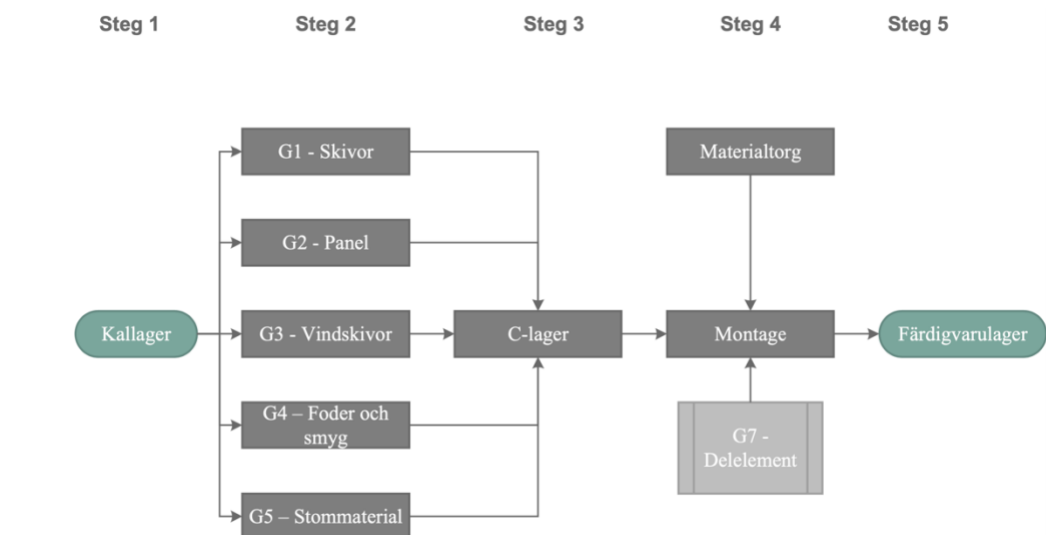 Steg 1
Steg 2
Steg 3
Steg 4
Steg 5
G1 - Skivor
Materialtorg
G2 - Panel
Kallager
G3 - Vindskivor
C-lager
Montage
Färdigvarulager
G4 – Foder och
smyg
G7 -
Delelement
G5 – Stommaterial